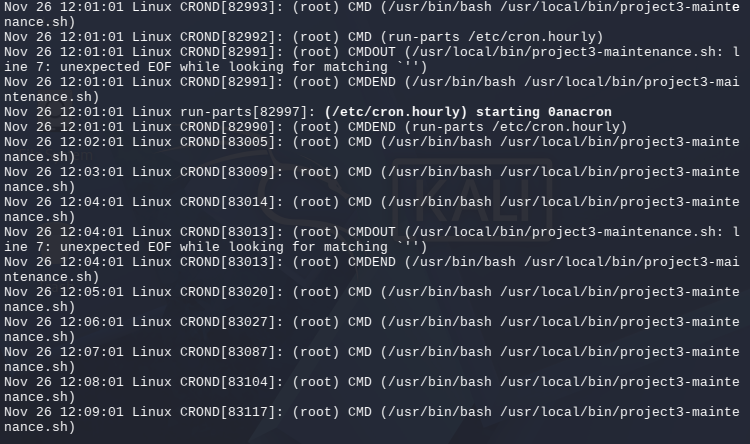 Nov 26 12:01:01 Linux CROND[82993]: (root) CMD (/usr/bin/bash /usr/local/bin/project3-mainte
nance.sh)
Nov 26 12:01:01 Linux CROND[82992]: (root) CMD (run-parts /etc/cron.hourly)
Nov 26 12:01:01 Linux CROND[82991]: (root) CMDOUT (/usr/local/bin/project3-maintenance.sh: l
ine 7: unexpected EOF while looking for matching `'')
Nov 26 12:01:01 Linux CROND[82991]: (root) CMDEND (/usr/bin/bash /usr/local/bin/project3-mai
ntenance.sh)
Nov 26 12:01:01 Linux run-parts[82997]: (/etc/cron.hourly) starting 0anacron
Nov 26 12:01:01 Linux CROND[82990]: (root) CMDEND (run-parts /etc/cron.hourly)
Nov 26 12:02:01 Linux CROND[83005]: (root) CMD (/usr/bin/bash /usr/local/bin/project3-mainte
nance.sh)
Nov 26 12:03:01 Linux CROND[83009]: (root) CMD (/usr/bin/bash /usr/local/bin/project3-mainte
nance.sh)
Nov 26 12:04:01 Linux CROND[83014]: (root) CMD (/usr/bin/bash /usr/local/bin/project3-mainte
nance.sh)
Nov 26 12:04:01 Linux CROND[83013]: (root) CMDOUT (/usr/local/bin/project3-maintenance.sh: l
ine 7: unexpected EOF while looking for matching `'')
Nov 26 12:04:01 Linux CROND[83013]: (root) CMDEND (/usr/bin/bash /usr/local/bin/project3-mai
ntenance.sh)
Nov 26 12:05:01 Linux CROND[83020]: (root) CMD (/usr/bin/bash /usr/local/bin/project3-mainte
nance.sh)
Nov 26 12:06:01 Linux CROND[83027]: (root) CMD (/usr/bin/bash /usr/local/bin/project3-mainte
nance.sh)
Nov 26 12:07:01 Linux CROND[83087]: (root) CMD (/usr/bin/bash /usr/local/bin/project3-mainte
nance.sh)
Nov 26 12:08:01 Linux CROND[83104]: (root) CMD (/usr/bin/bash /usr/local/bin/project3-mainte
nance.sh)
Nov 26 12:09:01 Linux CROND[83117]: (root) CMD (/usr/bin/bash /usr/local/bin/project3-mainte
nance.sh)
KALI